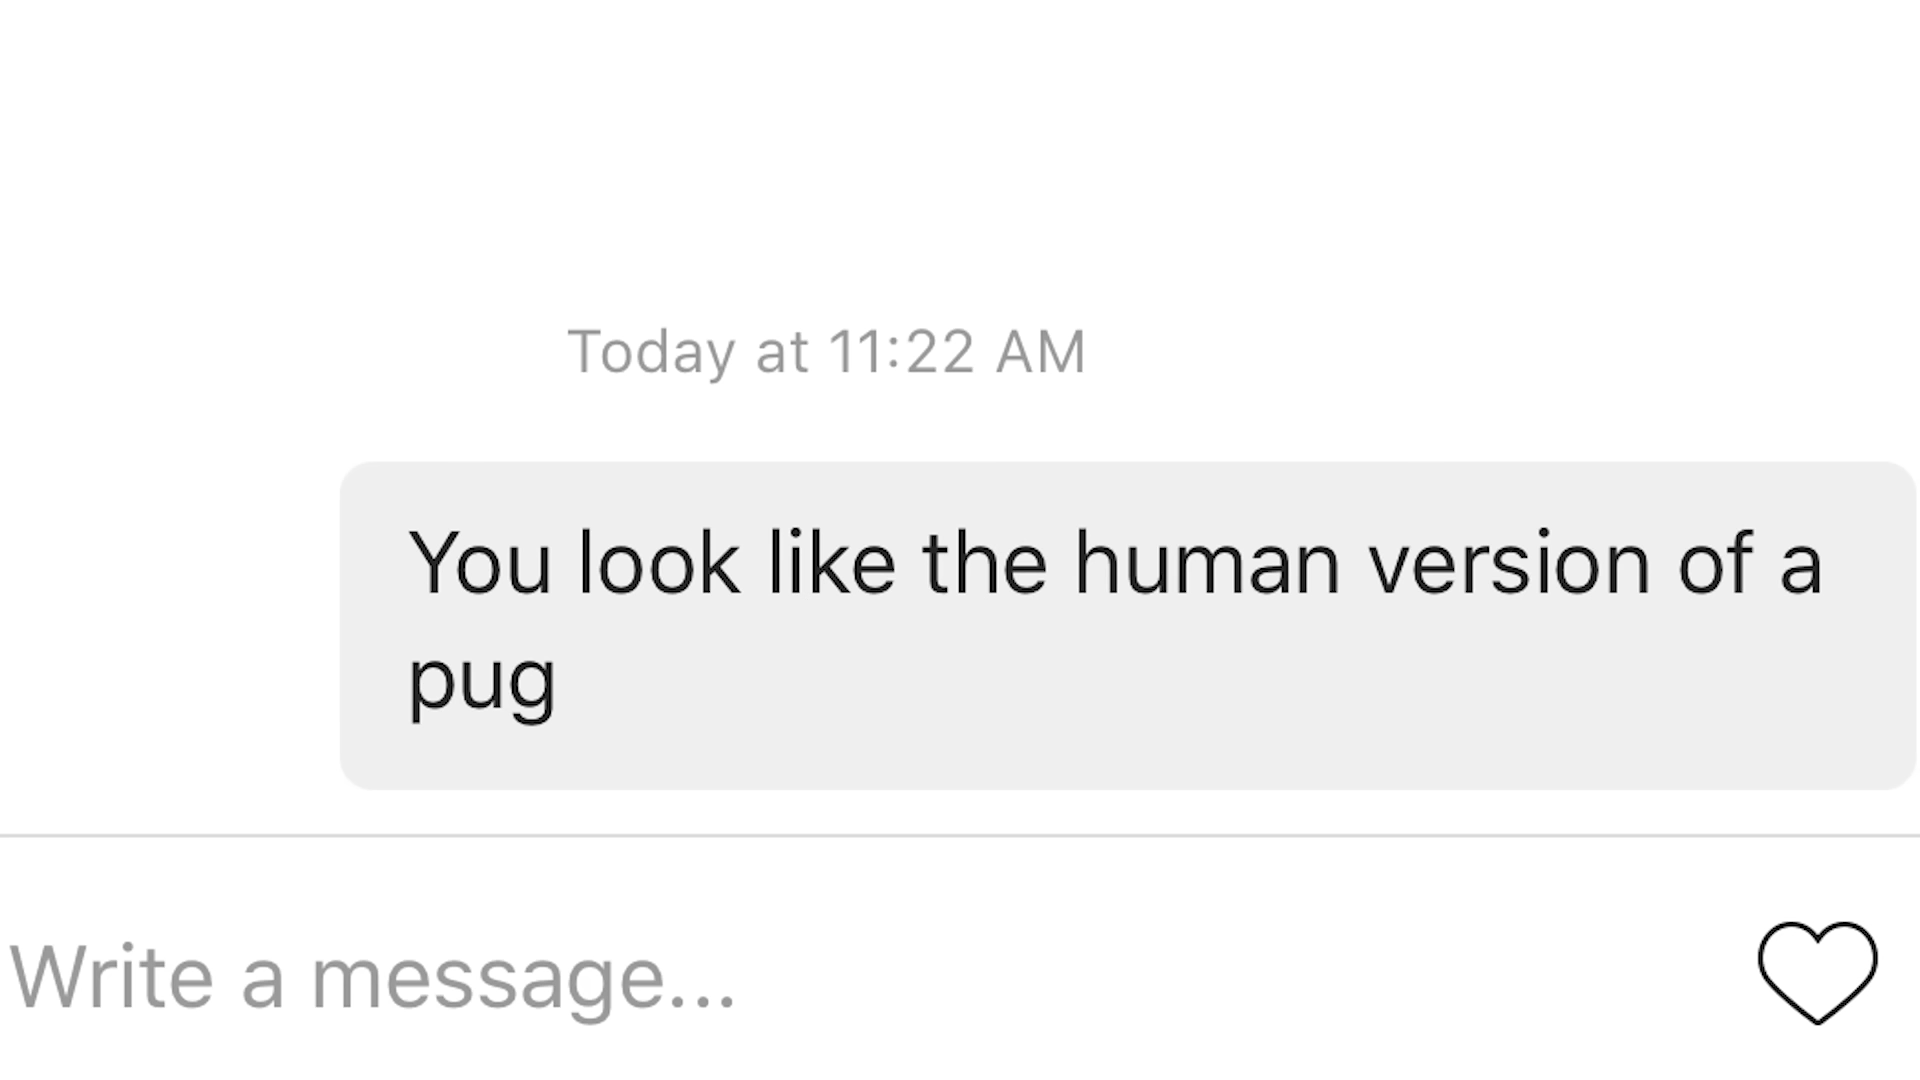 Today at 11:22 AM
You look like the human version of a
pug
Write a message...